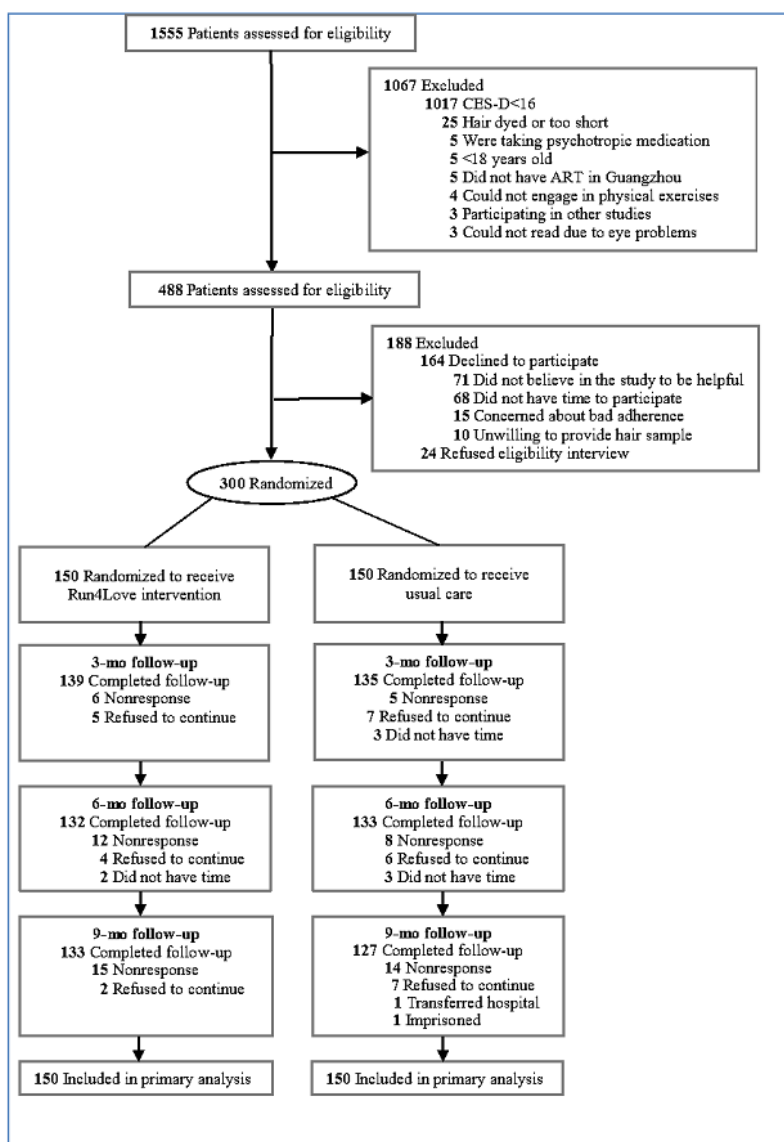 1555 Patients assessed for eligibility
1067 Excluded
1017 CES-D<16
25 Hair dyed or too short
5 Were taking psychotropic medication
5 <18 years old
5 Did not have ART in Guangzhou
4 Could not engage in physical exercises
3 Participating in other studies
3 Could not read due to eye problems
488 Patients assessed for eligibility
188 Excluded
164 Declined to participate
71 Did not believe in the study to be helpful
68 Did not have time to participate
15 Concerned about bad adherence
10 Unwilling to provide hair sample
24 Refused eligibility interview
300 Randomized
150 Randomized to receive
Run4Love intervention
150 Randomized to receive
usual care
3-mo follow-up
139 Completed follow-up
6 Nonresponse
5 Refused to continue
3-mo follow-up
135 Completed follow-up
5 Nonresponse
7 Refused to continue
3 Did not have time
6-mo follow-up
132 Completed follow-up
12 Nonresponse
4 Refused to continue
2 Did not have time
6-mo follow-up
133 Completed follow-up
8 Nonresponse
6 Refused to continue
3 Did not have time
9-mo follow-up
133 Completed follow-up
15 Nonresponse
2 Refused to continue
9-mo follow-up
127 Completed follow-up
14 Nonresponse
7 Refused to continue
1 Transferred hospital
1 Imprisoned
150 Included in primary analysis
150 Included in primary analysis